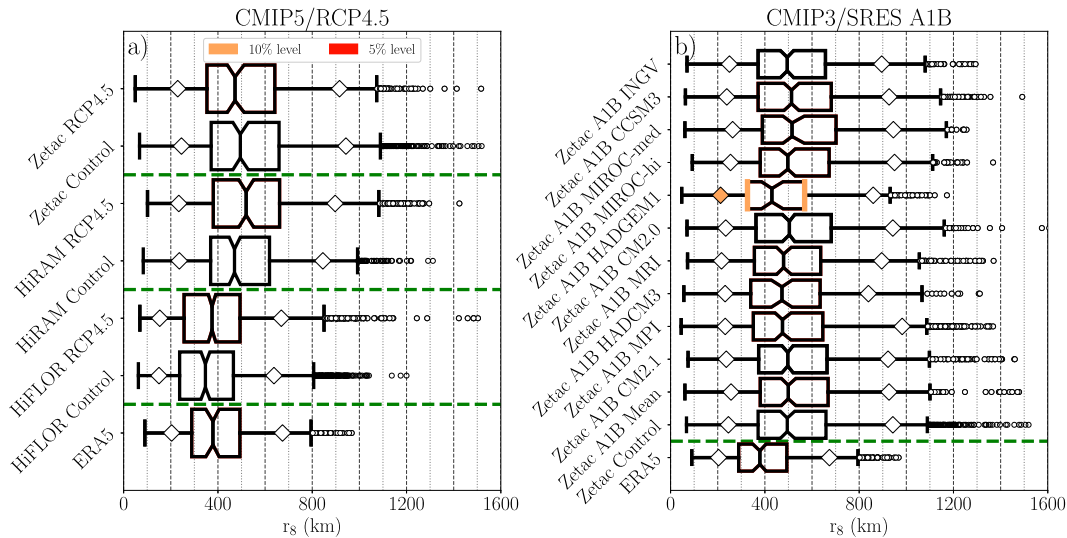 CMIP5/RCP4.5
a)
10% level
5% level
Zetac RCP4.5
Zetac Control
HiRAM RCP4.5
HiRAM Control
HiFLOR RCP4.5
HiFLOR Control
ERA5
0 400 800 1200 1600
r8 (km)
CMIP3/SRES A1B
b)
Zetac A1B INGV
Zetac A1B CCSM3
Zetac A1B MIROC-med
Zetac A1B MIROC-hi
Zetac A1B HADGEM1
Zetac A1B CM2.0
Zetac A1B MRI
Zetac A1B HADCM3
Zetac A1B MPI
Zetac A1B CM2.1
Zetac A1B Mean
Zetac Control
ERA5
0 400 800 1200 1600
r8 (km)